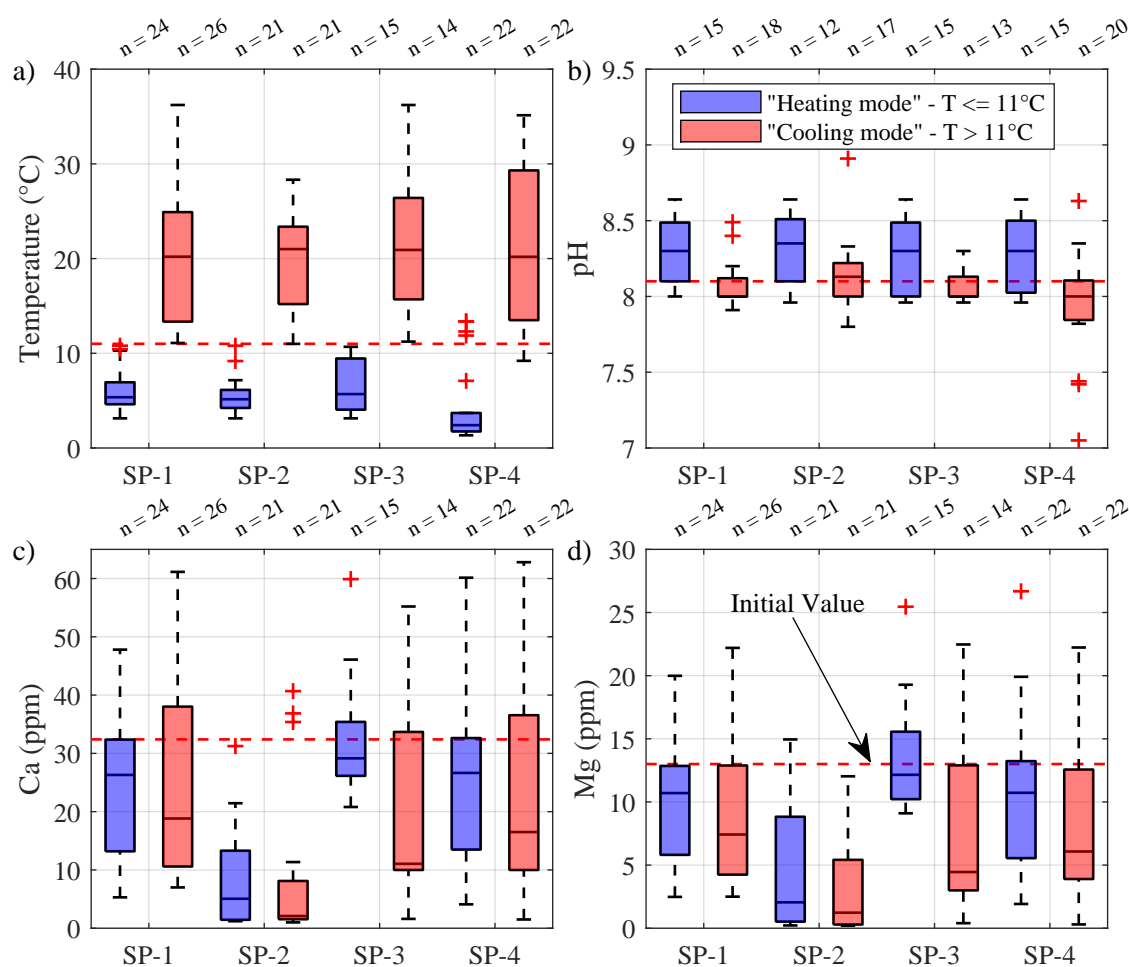 n = 24 n = 26 n = 21 n = 21 n = 15 n = 14 n = 22 n = 22
a)
40
30
20
10
0
Temperature (°C)
SP-1 SP-2 SP-3 SP-4
n = 15 n = 18 n = 12 n = 17 n = 15 n = 13 n = 15 n = 20
b)
9.5
9
8.5
8
7.5
7
pH
"Heating mode" - T <= 11°C
"Cooling mode" - T > 11°C
SP-1 SP-2 SP-3 SP-4
n = 24 n = 26 n = 21 n = 21 n = 15 n = 14 n = 22 n = 22
c)
60
50
40
30
20
10
0
Ca (ppm)
SP-1 SP-2 SP-3 SP-4
n = 24 n = 26 n = 21 n = 21 n = 15 n = 14 n = 22 n = 22
d)
30
25
20
15
10
5
0
Mg (ppm)
Initial Value
SP-1 SP-2 SP-3 SP-4